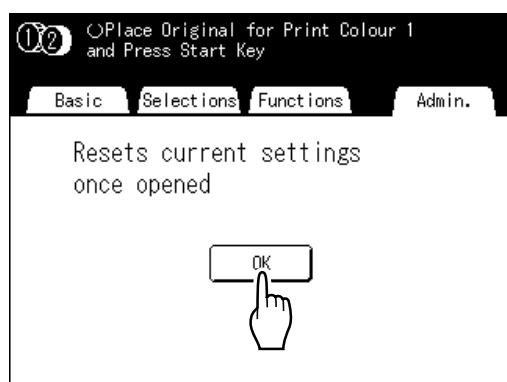 ①② ○Place Original for Print Colour 1
and Press Start Key
Basic Selections Functions Admin.
Resets current settings
once opened
OK